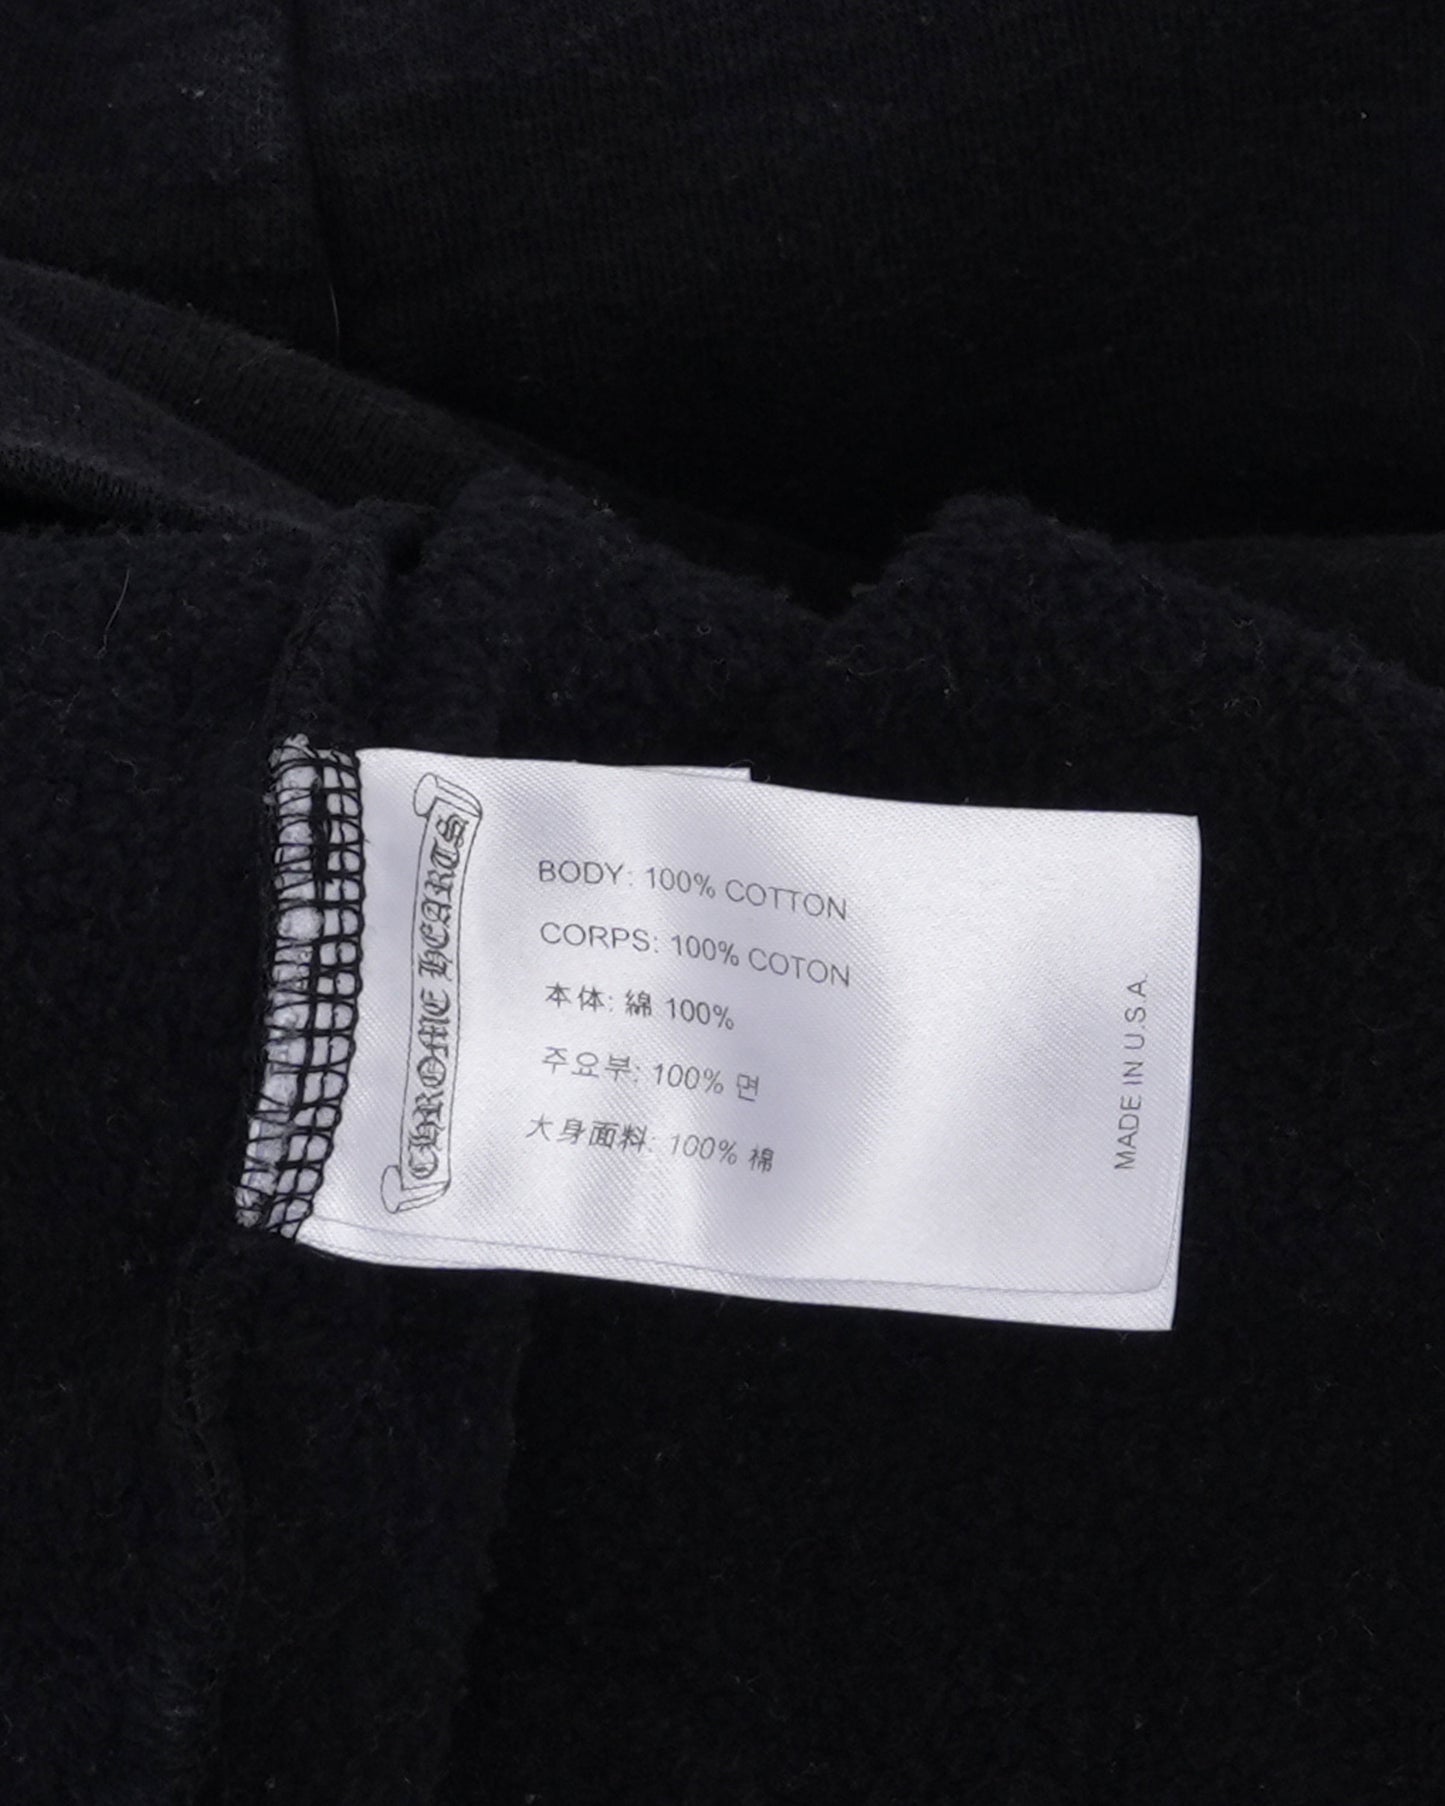 CHROME HEARTS
BODY: 100% COTTON
CORPS: 100% COTON
本体: 綿 100%
주요부: 100% 면
大身面料: 100% 棉
MADE IN U.S.A.